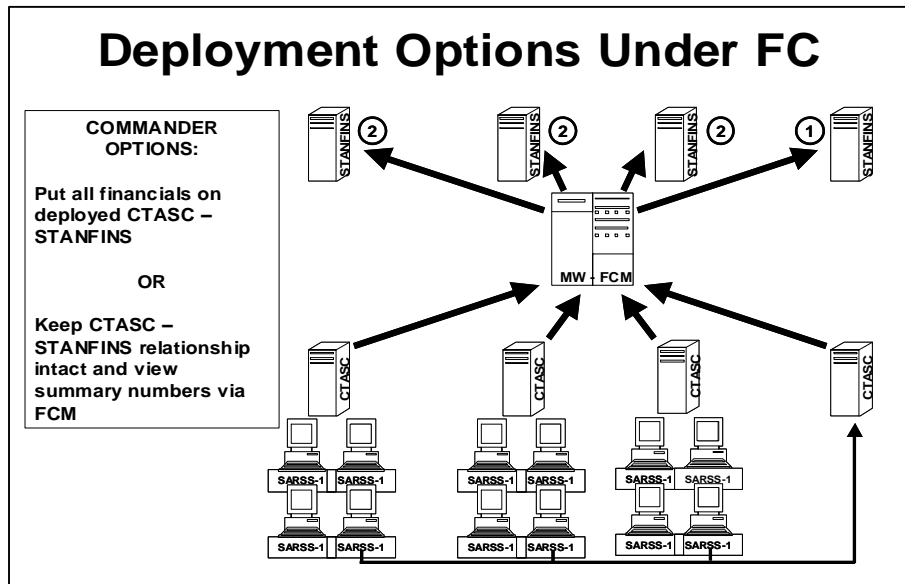 Deployment Options Under FC
COMMANDER
OPTIONS:
Put all financials on
deployed CTASC –
STANFINS
OR
Keep CTASC –
STANFINS relationship
intact and view
summary numbers via
FCM
STANFINS
2
STANFINS
2
STANFINS
2
1
STANFINS
MW - FCM
CTASC
CTASC
CTASC
CTASC
SARSS-1 SARSS-1
SARSS-1 SARSS-1
SARSS-1 SARSS-1
SARSS-1 SARSS-1
SARSS-1 SARSS-1
SARSS-1 SARSS-1